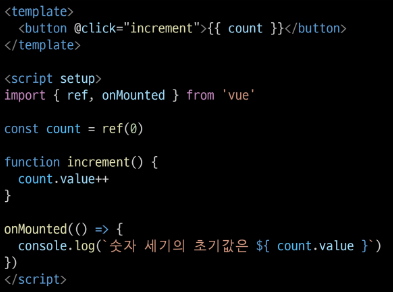 <template>
  <button @click="increment">{{ count }}</button>
</template>

<script setup>
import { ref, onMounted } from 'vue'

const count = ref(0)

function increment() {
  count.value++
}

onMounted(() => {
  console.log(`숫자 세기의 초기값은 ${ count.value }`)
})
</script>